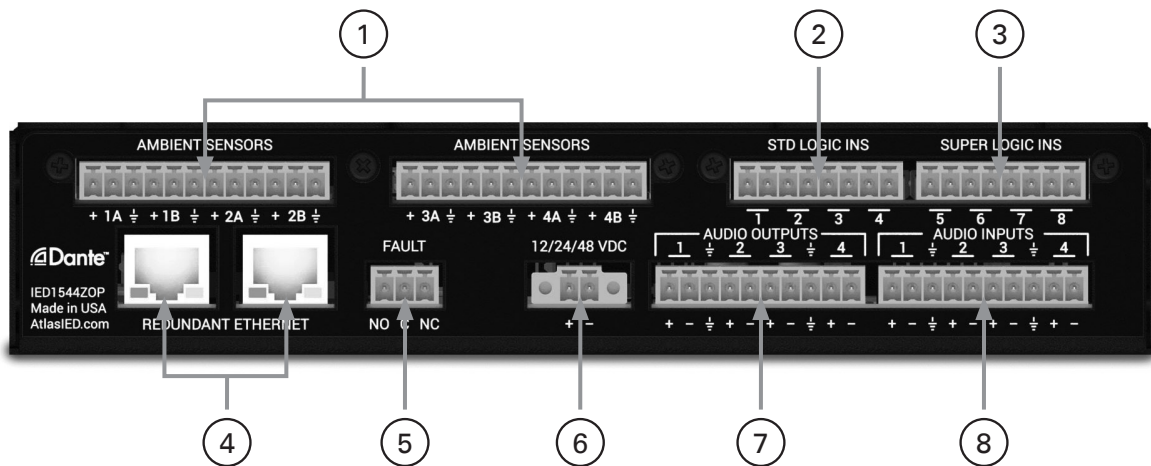 1 2 3
AMBIENT SENSORS AMBIENT SENSORS STD LOGIC INS SUPER LOGIC INS
+ 1A ⏚ + 1B ⏚ + 2A ⏚ + 2B ⏚ + 3A ⏚ + 3B ⏚ + 4A ⏚ + 4B ⏚ 1 2 3 4 5 6 7 8
AUDIO OUTPUTS AUDIO INPUTS
Dante™ FAULT 12/24/48 VDC 1 ⏚ 2 3 ⏚ 4 1 ⏚ 2 3 ⏚ 4
IED1544ZOP
Made in USA
AtlasIED.com REDUNDANT ETHERNET NO C NC + − + − ⏚ + − + − ⏚ + − + − ⏚ + − + − ⏚ + −
4 5 6 7 8